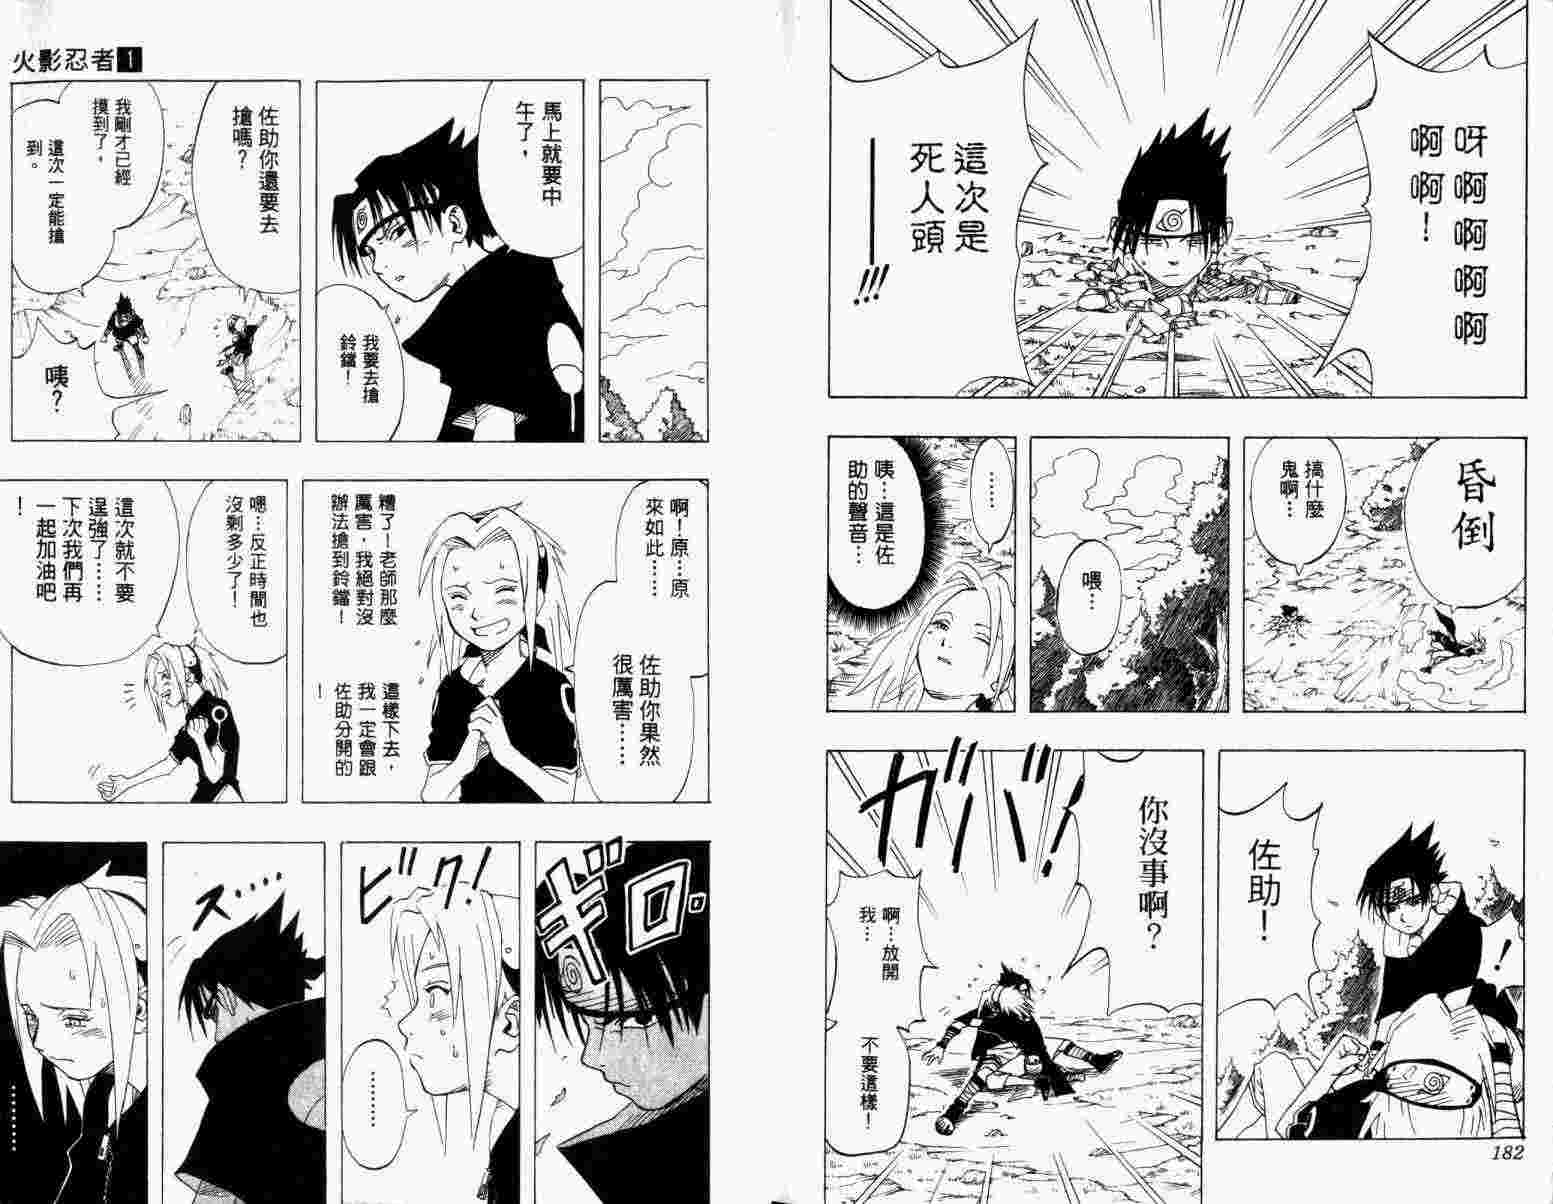 呀啊啊啊啊
啊啊!
這次是
死人頭
——!!!
昏倒
搞什麼
鬼啊…
喂…
……
咦…這是佐
助的聲音…
佐助!
!
你沒事啊?
ガバ!
啊…放開
我…
不要這樣!
182
火影忍者1
馬上就要中
午了,
我要去搶
鈴鐺!
佐助你還要去
搶嗎?
我剛才已經
摸到了,
這次一定能搶
到。
咦?
啊!原…原
來如此……
佐助你果然
很厲害……
糟了!老師那麼
厲害,我絕對沒
辦法搶到鈴鐺!
這樣下去,
我一定會跟
佐助分開的
!
嗯…反正時間也
沒剩多少了!
這次就不要
逞強了……
下次我們再
一起加油吧
!
ギロ
ビク!
……
ス……
………